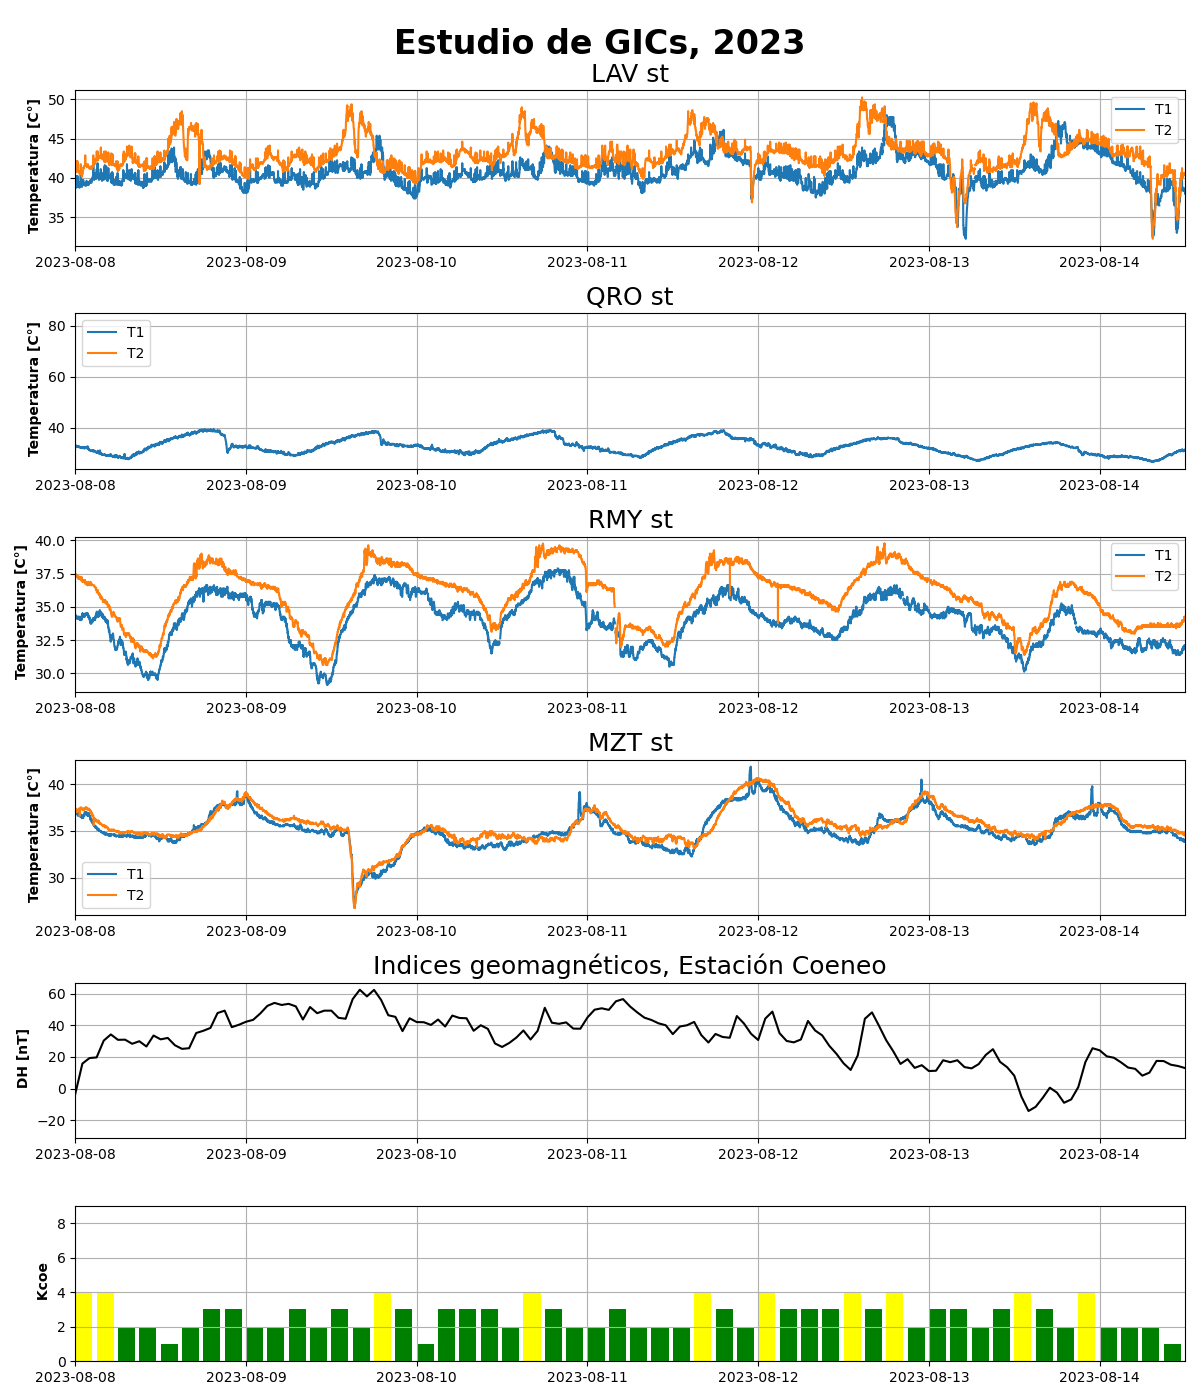 Estudio de GICs, 2023
LAV st
Temperatura [C°]
50
45
40
35
T1
T2
2023-08-08 2023-08-09 2023-08-10 2023-08-11 2023-08-12 2023-08-13 2023-08-14
QRO st
Temperatura [C°]
80
60
40
T1
T2
2023-08-08 2023-08-09 2023-08-10 2023-08-11 2023-08-12 2023-08-13 2023-08-14
RMY st
Temperatura [C°]
40.0
37.5
35.0
32.5
30.0
T1
T2
2023-08-08 2023-08-09 2023-08-10 2023-08-11 2023-08-12 2023-08-13 2023-08-14
MZT st
Temperatura [C°]
40
35
30
T1
T2
2023-08-08 2023-08-09 2023-08-10 2023-08-11 2023-08-12 2023-08-13 2023-08-14
Indices geomagnéticos, Estación Coeneo
DH [nT]
60
40
20
0
−20
2023-08-08 2023-08-09 2023-08-10 2023-08-11 2023-08-12 2023-08-13 2023-08-14
Kcoe
8
6
4
2
0
2023-08-08 2023-08-09 2023-08-10 2023-08-11 2023-08-12 2023-08-13 2023-08-14